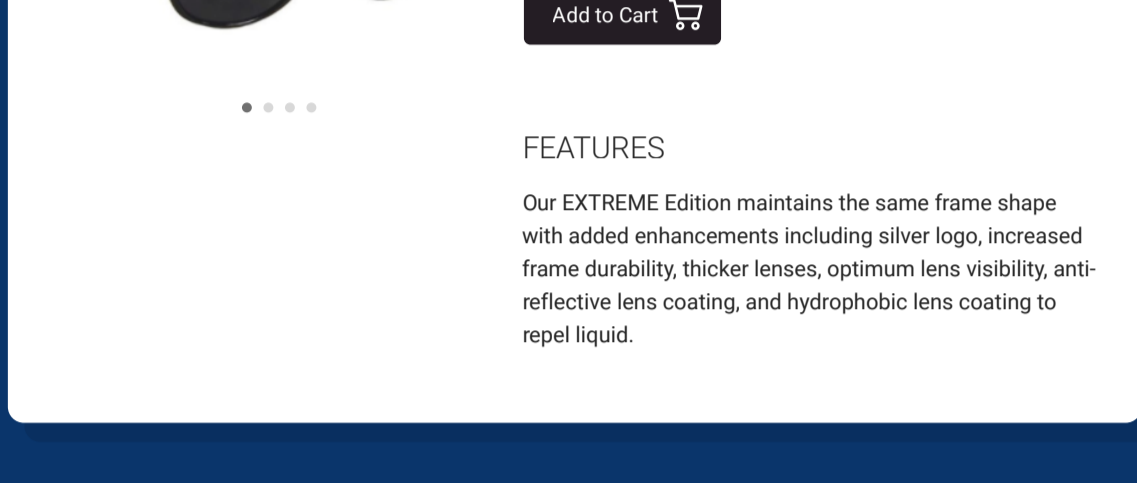 Add to Cart
FEATURES
Our EXTREME Edition maintains the same frame shape
with added enhancements including silver logo, increased
frame durability, thicker lenses, optimum lens visibility, anti-
reflective lens coating, and hydrophobic lens coating to
repel liquid.